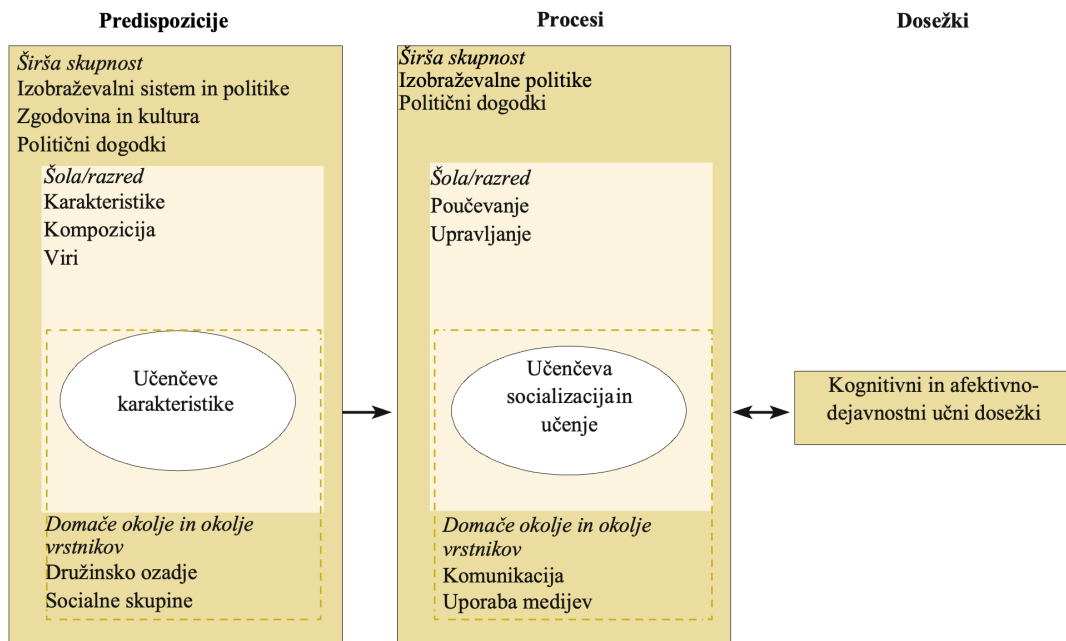 Predispozicije
Procesi
Dosežki
Širša skupnost
Izobraževalni sistem in politike
Zgodovina in kultura
Politični dogodki
Šola/razred
Karakteristike
Kompozicija
Viri
Učenčeve
karakteristike
Domače okolje in okolje
vrstnikov
Družinsko ozadje
Socialne skupine
Širša skupnost
Izobraževalne politike
Politični dogodki
Šola/razred
Poučevanje
Upravljanje
Učenčeva
socializacija in
učenje
Domače okolje in okolje
vrstnikov
Komunikacija
Uporaba medijev
Kognitivni in afektivno-
dejavnostni učni dosežki